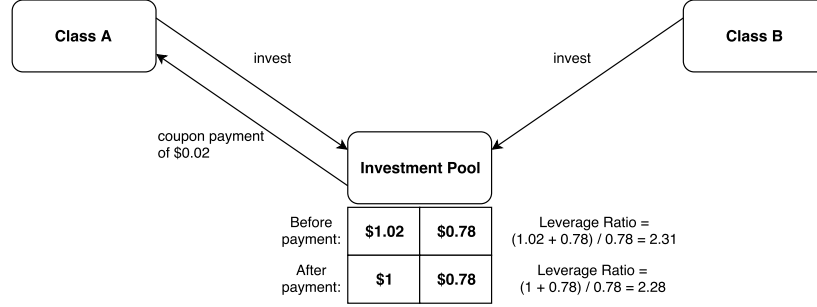 Class A
Class B
invest
invest
coupon payment
of $0.02
Investment Pool
Before
payment:
$1.02
$0.78
Leverage Ratio =
(1.02 + 0.78) / 0.78 = 2.31
After
payment:
$1
$0.78
Leverage Ratio =
(1 + 0.78) / 0.78 = 2.28